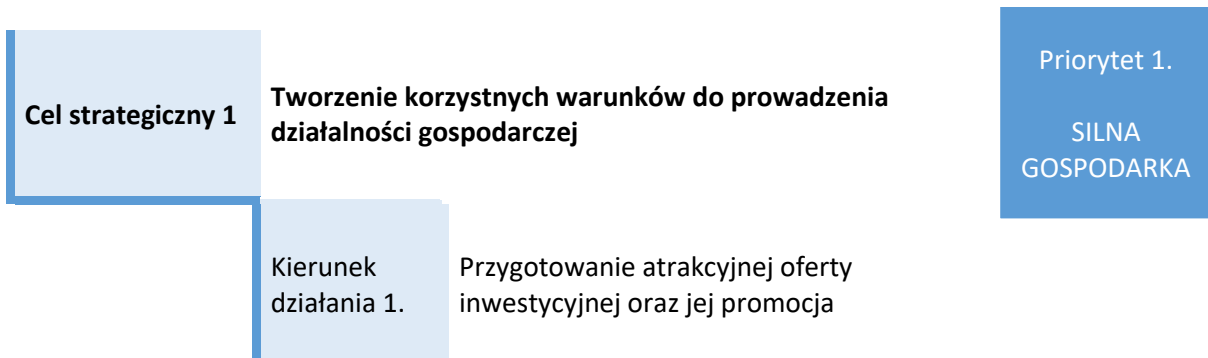 Cel strategiczny 1
Tworzenie korzystnych warunków do prowadzenia
działalności gospodarczej
Priorytet 1.
SILNA
GOSPODARKA
Kierunek
działania 1.
Przygotowanie atrakcyjnej oferty
inwestycyjnej oraz jej promocja